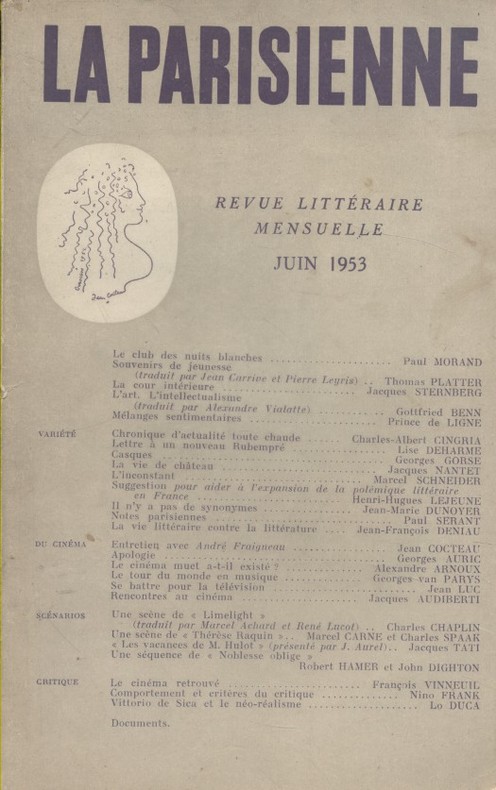 LA PARISIENNE
REVUE LITTÉRAIRE
MENSUELLE
JUIN 1953
Jean Cocteau
Le club des nuits blanches ...................... Paul MORAND
Souvenirs de jeunesse
(traduit par Jean Carrive et Pierre Leyris) .. Thomas PLATTER
La cour intérieure ........................ Jacques STERNBERG
L'art. L'intellectualisme
(traduit par Alexandre Vialatte) ............... Gottfried BENN
Mélanges sentimentaires ....................... Prince de LIGNE
VARIÉTÉ Chronique d'actualité toute chaude ...... Charles-Albert CINGRIA
Lettre à un nouveau Rubempré .............. Lise DEHARME
Casques .................................. Georges GORSE
La vie de château ............................ Jacques NANTET
L'inconstant ............................... Marcel SCHNEIDER
Suggestion pour aider à l'expansion de la polémique littéraire
en France ............................ Henri-Hugues LEJEUNE
Il n'y a pas de synonymes .............. Jean-Marie DUNOYER
Notes parisiennes .............................. Paul SERANT
La vie littéraire contre la littérature .... Jean-François DENIAU
DU CINÉMA Entretien avec André Fraigneau ................ Jean COCTEAU
Apologie .................................. Georges AURIC
Le cinéma muet a-t-il existé ? ................ Alexandre ARNOUX
Le tour du monde en musique ............ Georges van PARYS
Se battre pour la télévision ........................ Jean LUC
Rencontres au cinéma ...................... Jacques AUDIBERTI
SCÉNARIOS Une scène de « Limelight »
(traduit par Marcel Achard et René Lucot) .. Charles CHAPLIN
Une scène de « Thérèse Raquin ».. Marcel CARNE et Charles SPAAK
« Les vacances de M. Hulot » (présenté par J. Aurel).. Jacques TATI
Une séquence de « Noblesse oblige »
Robert HAMER et John DIGHTON
CRITIQUE Le cinéma retrouvé ........................ François VINNEUIL
Comportement et critères du critique .............. Nino FRANK
Vittorio de Sica et le néo-réalisme .................... Lo DUCA
Documents.